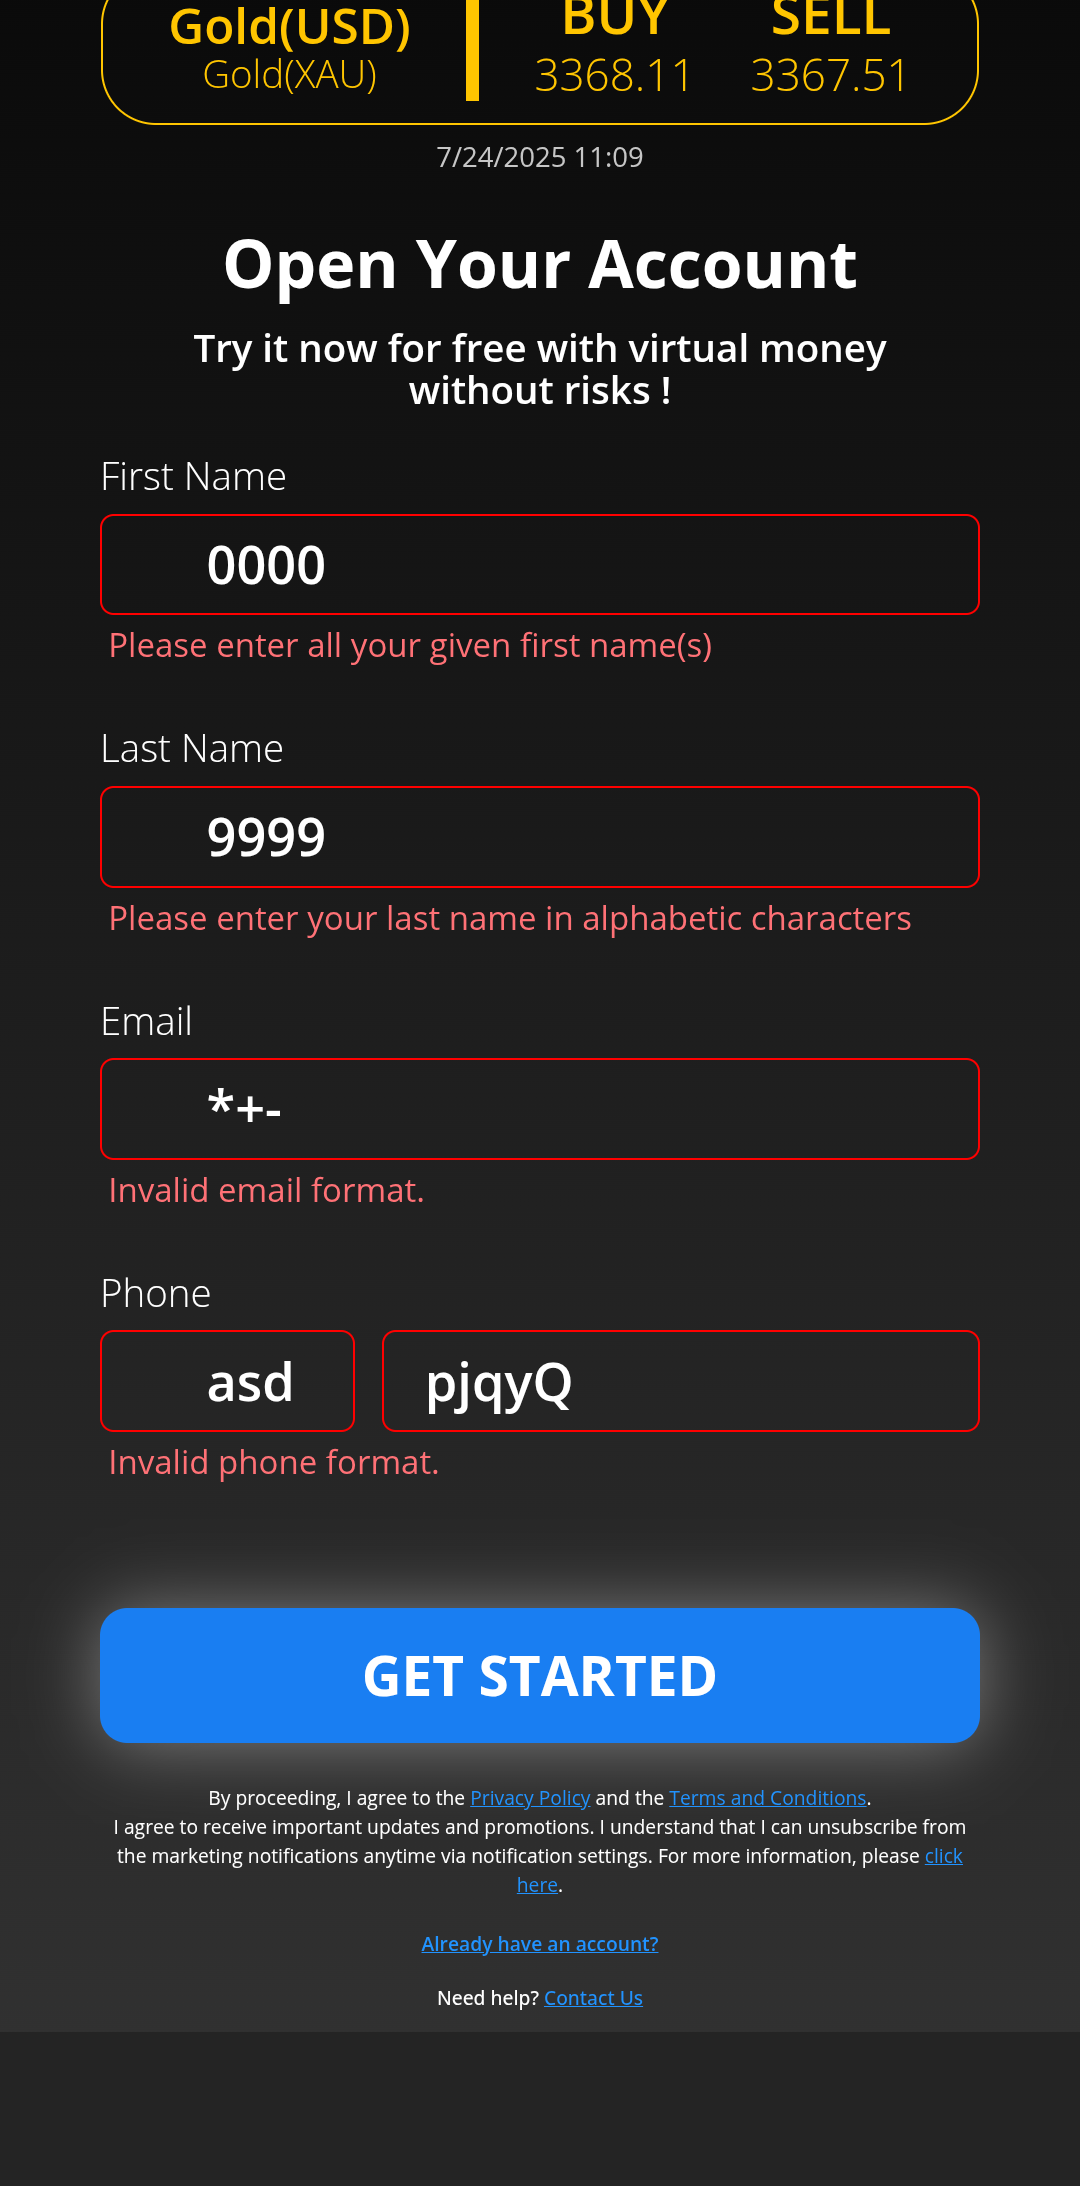 Gold(USD)
Gold(XAU)
BUY
3368.11
SELL
3367.51
7/24/2025 11:09
Open Your Account
Try it now for free with virtual money
without risks !
First Name
0000
Please enter all your given first name(s)
Last Name
9999
Please enter your last name in alphabetic characters
Email
*+-
Invalid email format.
Phone
asd
pjqyQ
Invalid phone format.
GET STARTED
By proceeding, I agree to the Privacy Policy and the Terms and Conditions.
I agree to receive important updates and promotions. I understand that I can unsubscribe from
the marketing notifications anytime via notification settings. For more information, please click
here.
Already have an account?
Need help? Contact Us